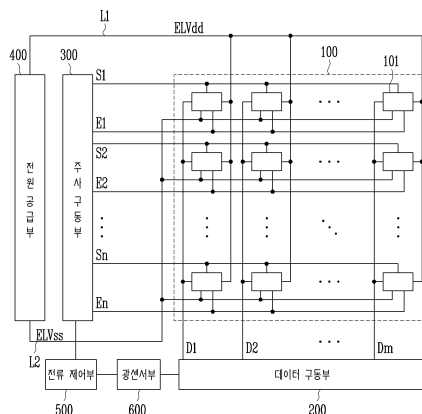 L1
ELVdd
400
300
100
101
S1
E1
S2
E2
Sn
En
전원 공급부
주사 구동부
ELVss
L2
D1
D2
Dm
전류 제어부
광센서부
데이터 구동부
500
600
200